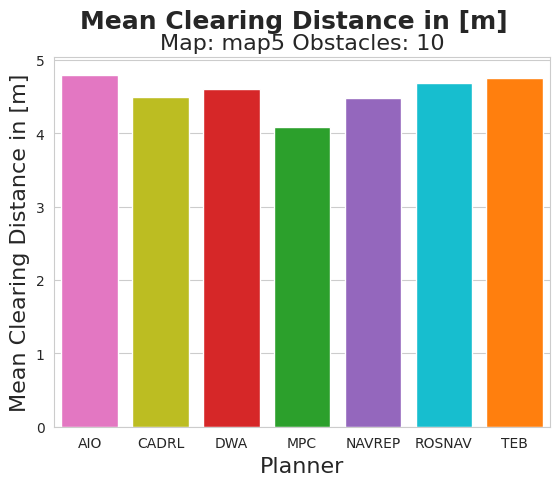 Mean Clearing Distance in [m]
Map: map5 Obstacles: 10
Mean Clearing Distance in [m]
5
4
3
2
1
0
AIO CADRL DWA MPC NAVREP ROSNAV TEB
Planner